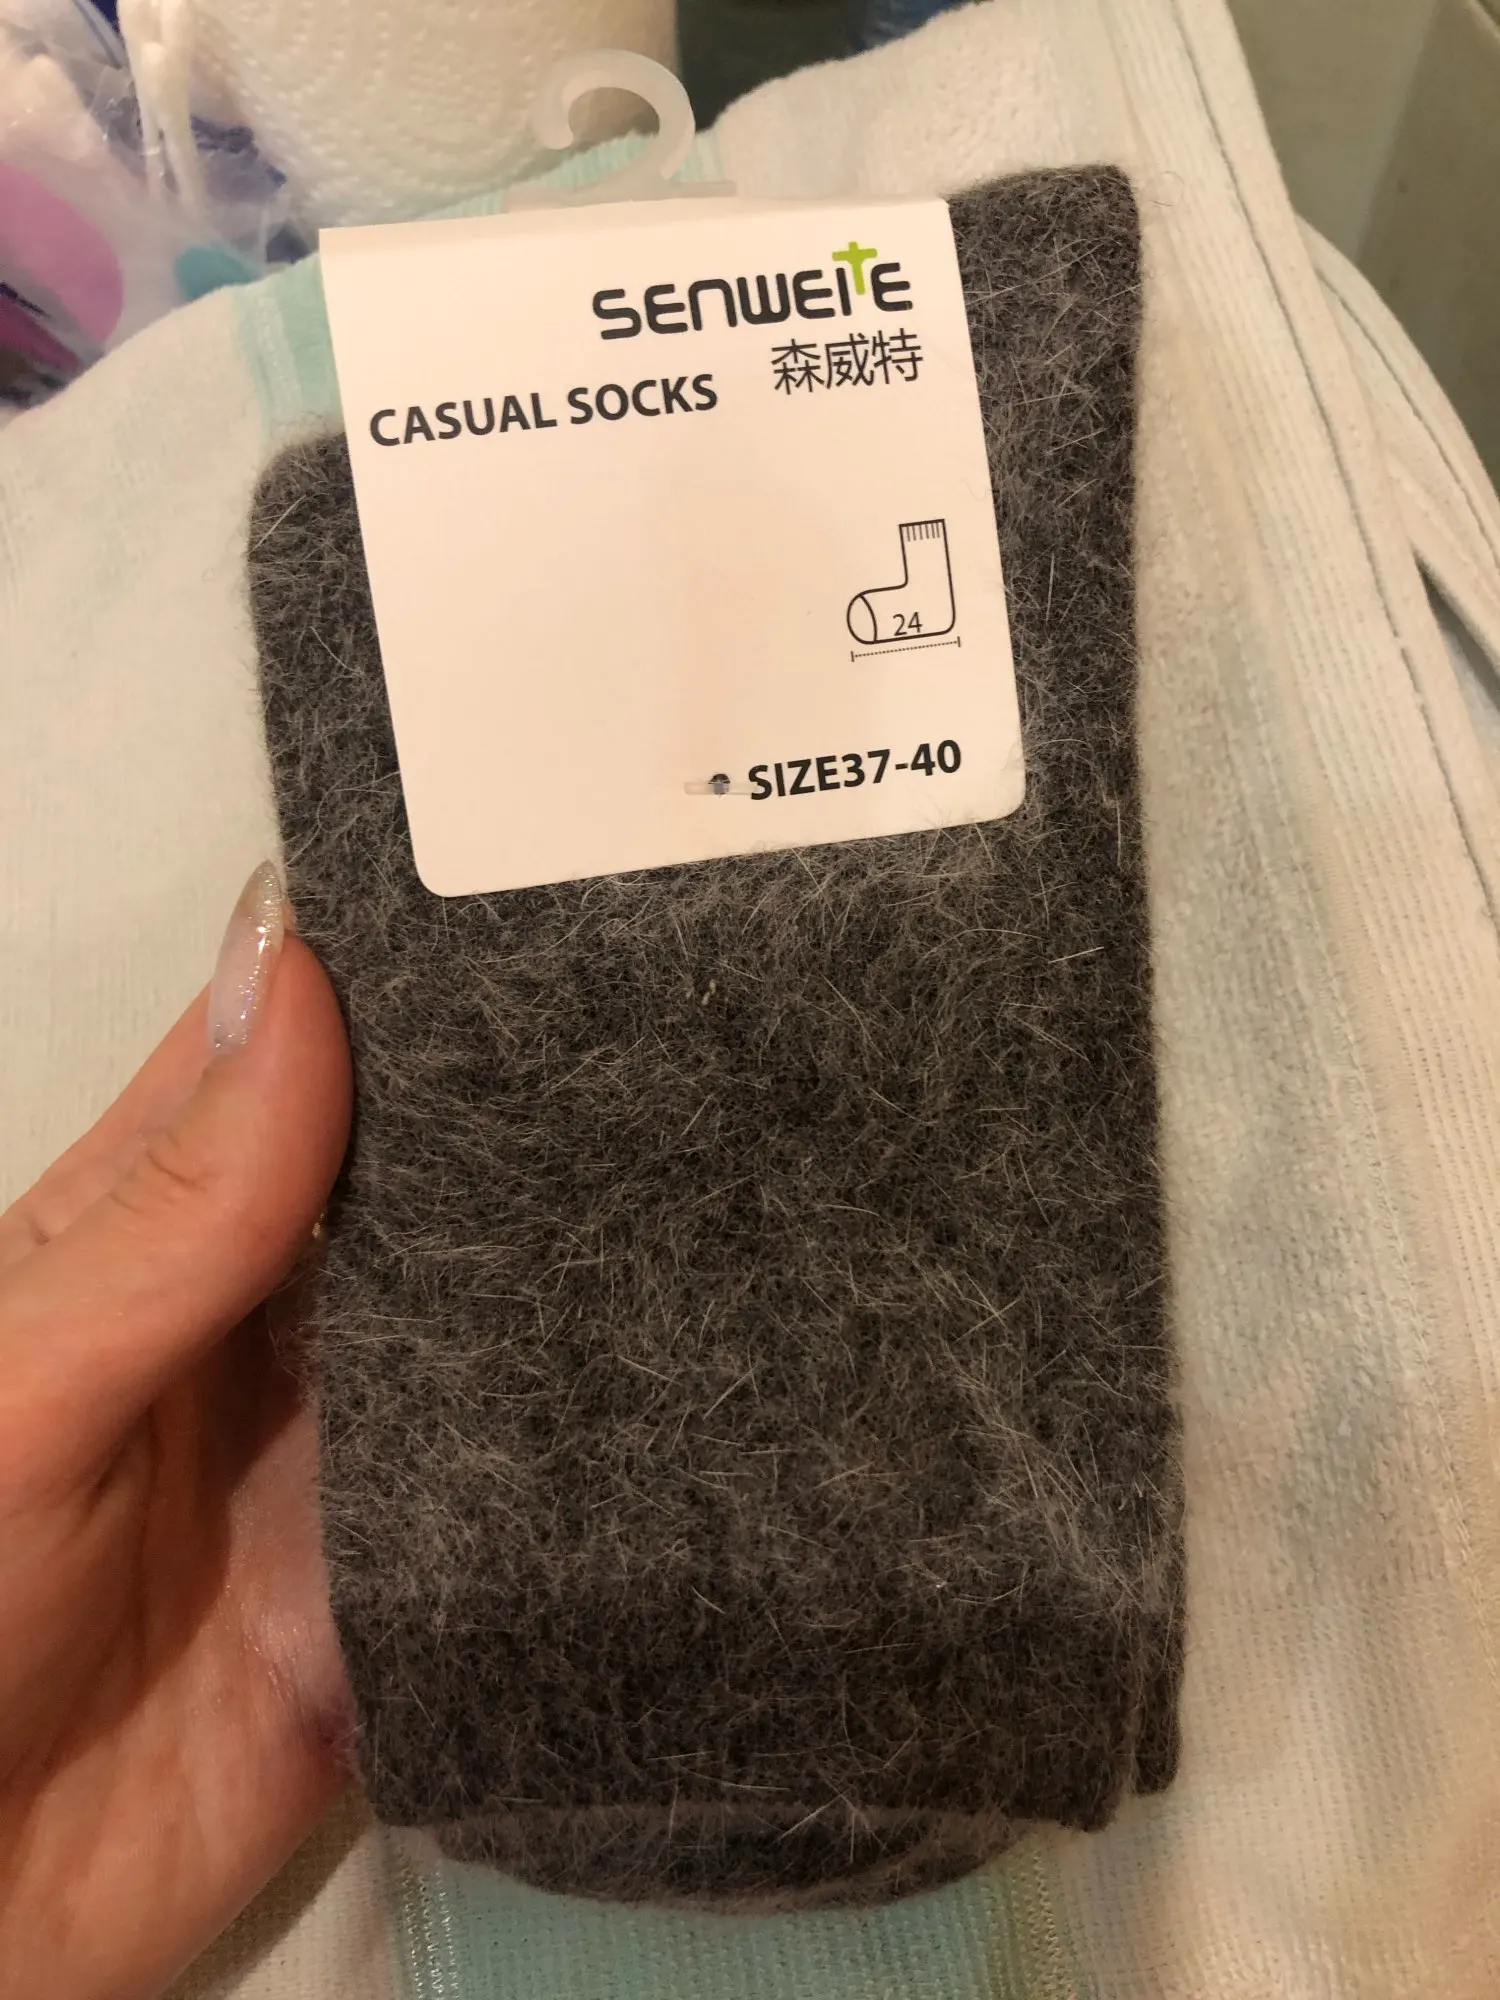 SENWEITE
森威特
CASUAL SOCKS
24
SIZE37-40